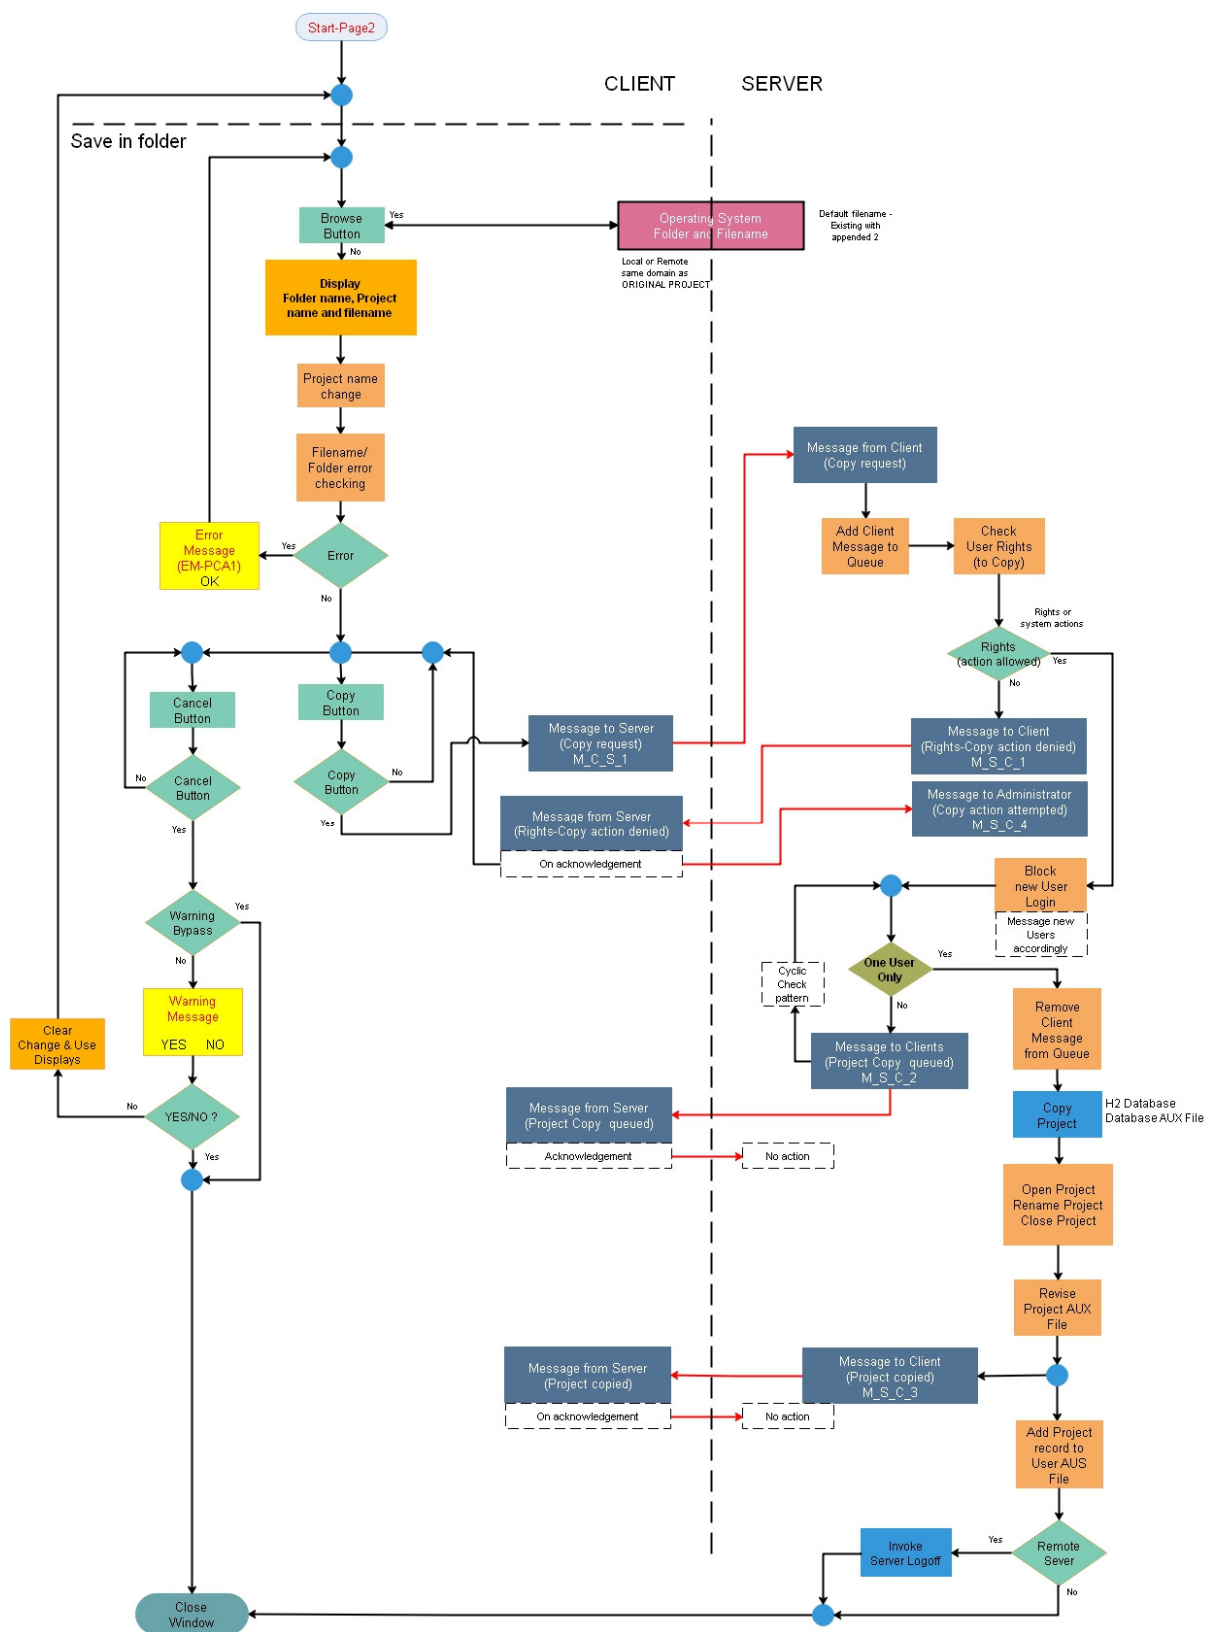 Start-Page2
CLIENT
SERVER
Save in folder
Browse
Button
Yes
No
Operating System
Folder and Filename
Default filename -
Existing with
appended 2
Local or Remote
same domain as
ORIGINAL PROJECT
Display
Folder name, Project
name and filename
Project name
change
Filename/
Folder error
checking
Error
Yes
No
Error
Message
(EM-PCA1)
OK
Message from Client
(Copy request)
Add Client
Message to
Queue
Check
User Rights
(to Copy)
Rights or
system actions
Rights
(action allowed)
Yes
No
Cancel
Button
Copy
Button
Cancel
Button
No
Yes
Copy
Button
No
Yes
Message to Server
(Copy request)
M_C_S_1
Message to Client
(Rights-Copy action denied)
M_S_C_1
Message to Administrator
(Copy action attempted)
M_S_C_4
Message from Server
(Rights-Copy action denied)
On acknowledgement
Block
new User
Login
Message new
Users
accordingly
Warning
Bypass
Yes
No
One User
Only
Yes
No
Cyclic
Check
pattern
Warning
Message
YES NO
Clear
Change & Use
Displays
Remove
Client
Message
from Queue
Message to Clients
(Project Copy queued)
M_S_C_2
YES/NO ?
No
Yes
Message from Server
(Project Copy queued)
Acknowledgement
No action
Copy
Project
H2 Database
Database AUX File
Open Project
Rename Project
Close Project
Revise
Project AUX
File
Message from Server
(Project copied)
On acknowledgement
Message to Client
(Project copied)
M_S_C_3
No action
Add Project
record to
User AUS
File
Remote
Sever
Yes
No
Invoke
Server Logoff
Close
Window